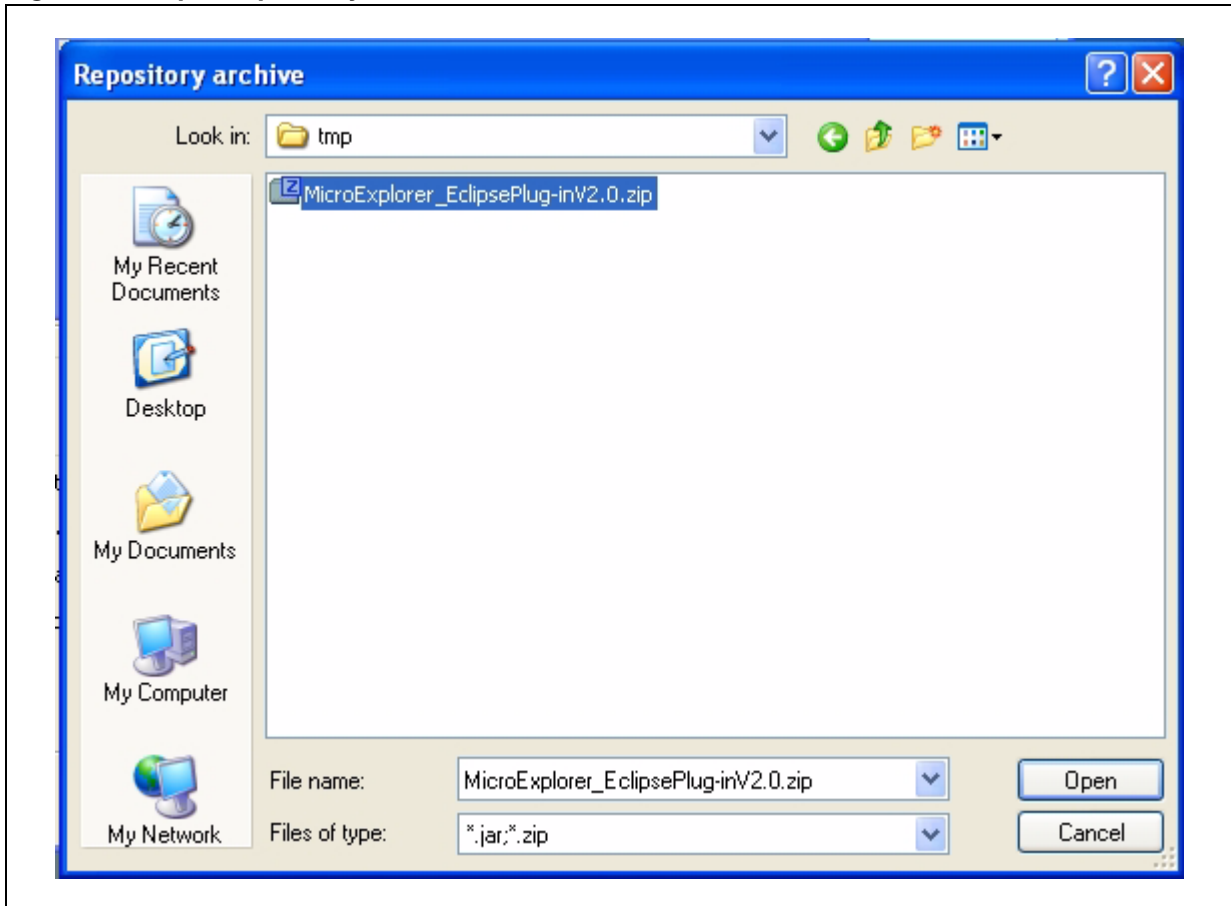 Repository archive
Look in:
tmp
MicroExplorer_EclipsePlug-inV2.0.zip
My Recent
Documents
Desktop
My Documents
My Computer
My Network
File name:
MicroExplorer_EclipsePlug-inV2.0.zip
Open
Files of type:
*.jar;*.zip
Cancel